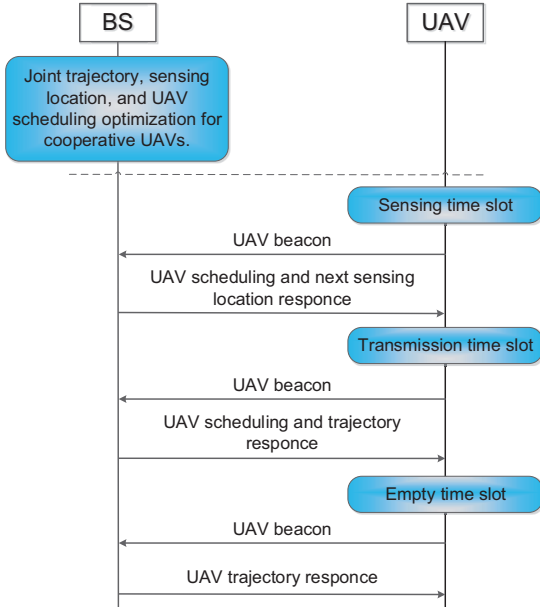 BS
UAV
Joint trajectory, sensing
location, and UAV
scheduling optimization for
cooperative UAVs.
Sensing time slot
UAV beacon
UAV scheduling and next sensing
location responce
Transmission time slot
UAV beacon
UAV scheduling and trajectory
responce
Empty time slot
UAV beacon
UAV trajectory responce